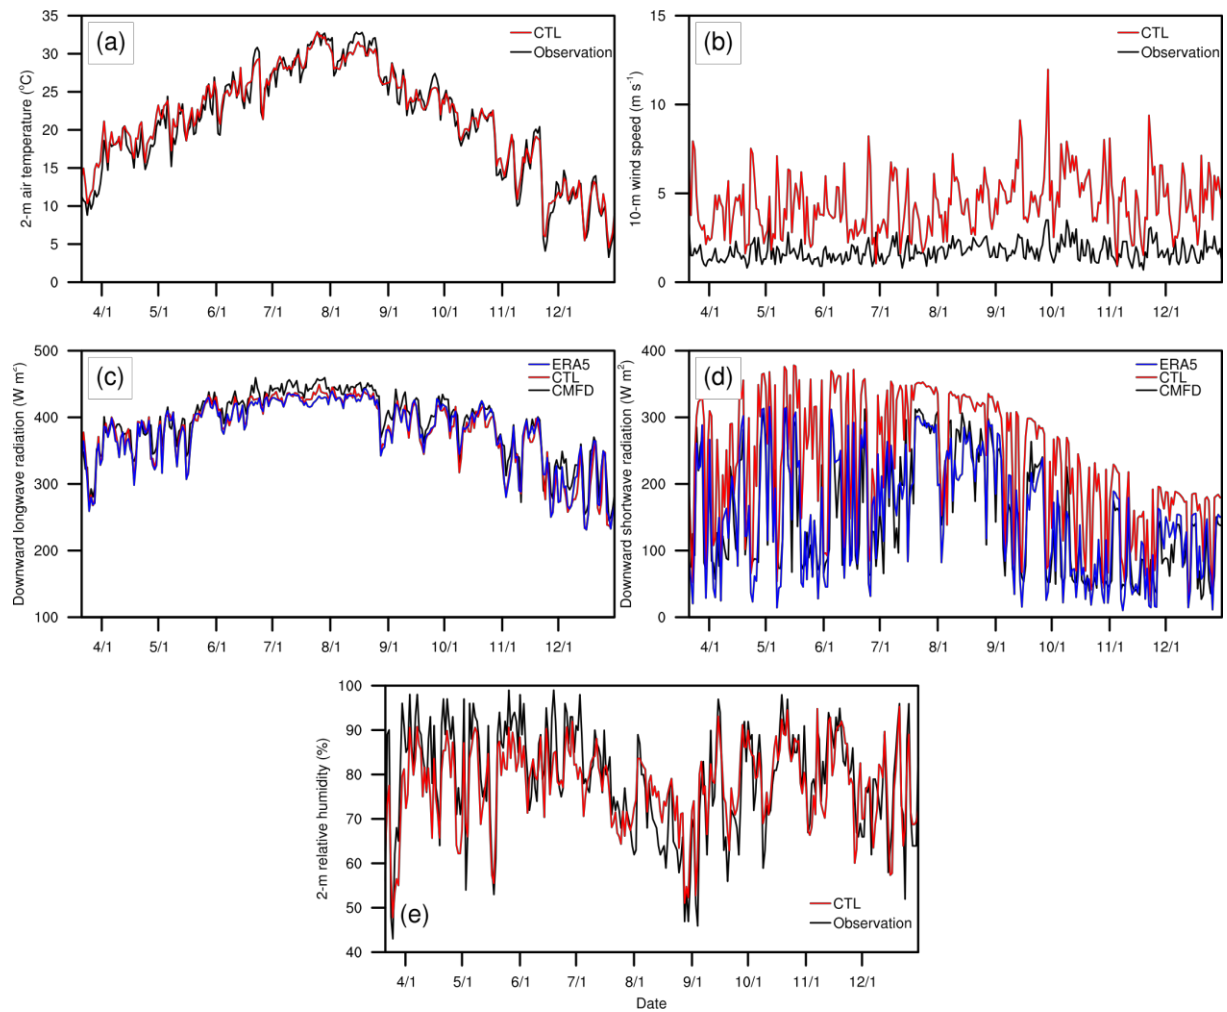 (a)
CTL
Observation
2-m air temperature (°C)
35
30
25
20
15
10
5
0
4/1 5/1 6/1 7/1 8/1 9/1 10/1 11/1 12/1
(b)
CTL
Observation
10-m wind speed (m s⁻¹)
15
10
5
0
4/1 5/1 6/1 7/1 8/1 9/1 10/1 11/1 12/1
(c)
ERA5
CTL
CMFD
Downward longwave radiation (W m²)
500
400
300
200
100
4/1 5/1 6/1 7/1 8/1 9/1 10/1 11/1 12/1
(d)
ERA5
CTL
CMFD
Downward shortwave radiation (W m²)
400
300
200
100
0
4/1 5/1 6/1 7/1 8/1 9/1 10/1 11/1 12/1
2-m relative humidity (%)
100
90
80
70
60
50
40
(e)
CTL
Observation
4/1 5/1 6/1 7/1 8/1 9/1 10/1 11/1 12/1
Date